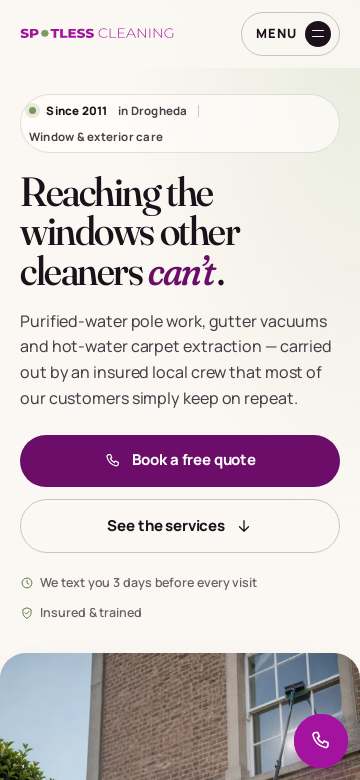 SPOTLESS CLEANING
MENU
Since 2011 in Drogheda
Window & exterior care
Reaching the
windows other
cleaners can't.
Purified-water pole work, gutter vacuums
and hot-water carpet extraction — carried
out by an insured local crew that most of
our customers simply keep on repeat.
Book a free quote
See the services ↓
We text you 3 days before every visit
Insured & trained